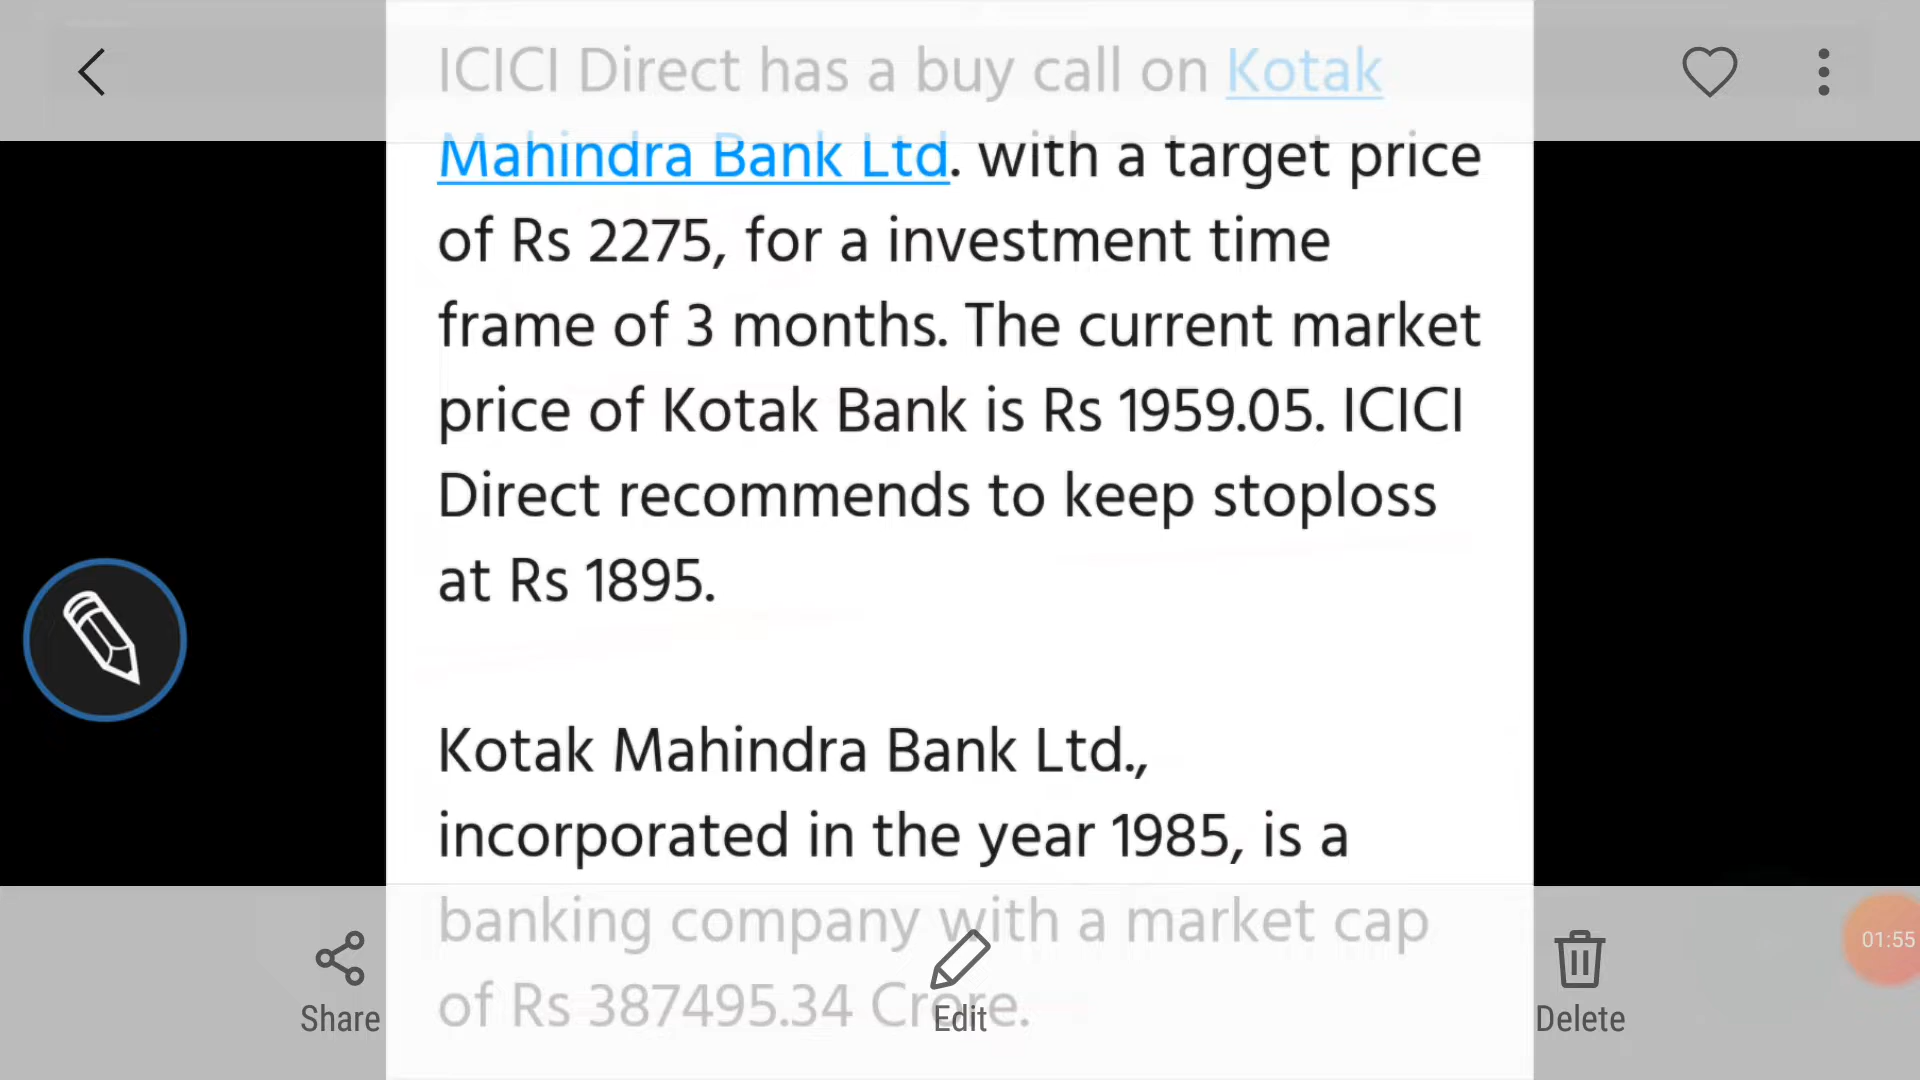 ICICI Direct has a buy call on Kotak
Mahindra Bank Ltd. with a target price
of Rs 2275, for a investment time
frame of 3 months. The current market
price of Kotak Bank is Rs 1959.05. ICICI
Direct recommends to keep stoploss
at Rs 1895.
Kotak Mahindra Bank Ltd.,
incorporated in the year 1985, is a
banking company with a market cap
of Rs 387495.34 Crore.
01:55
Share
Edit
Delete